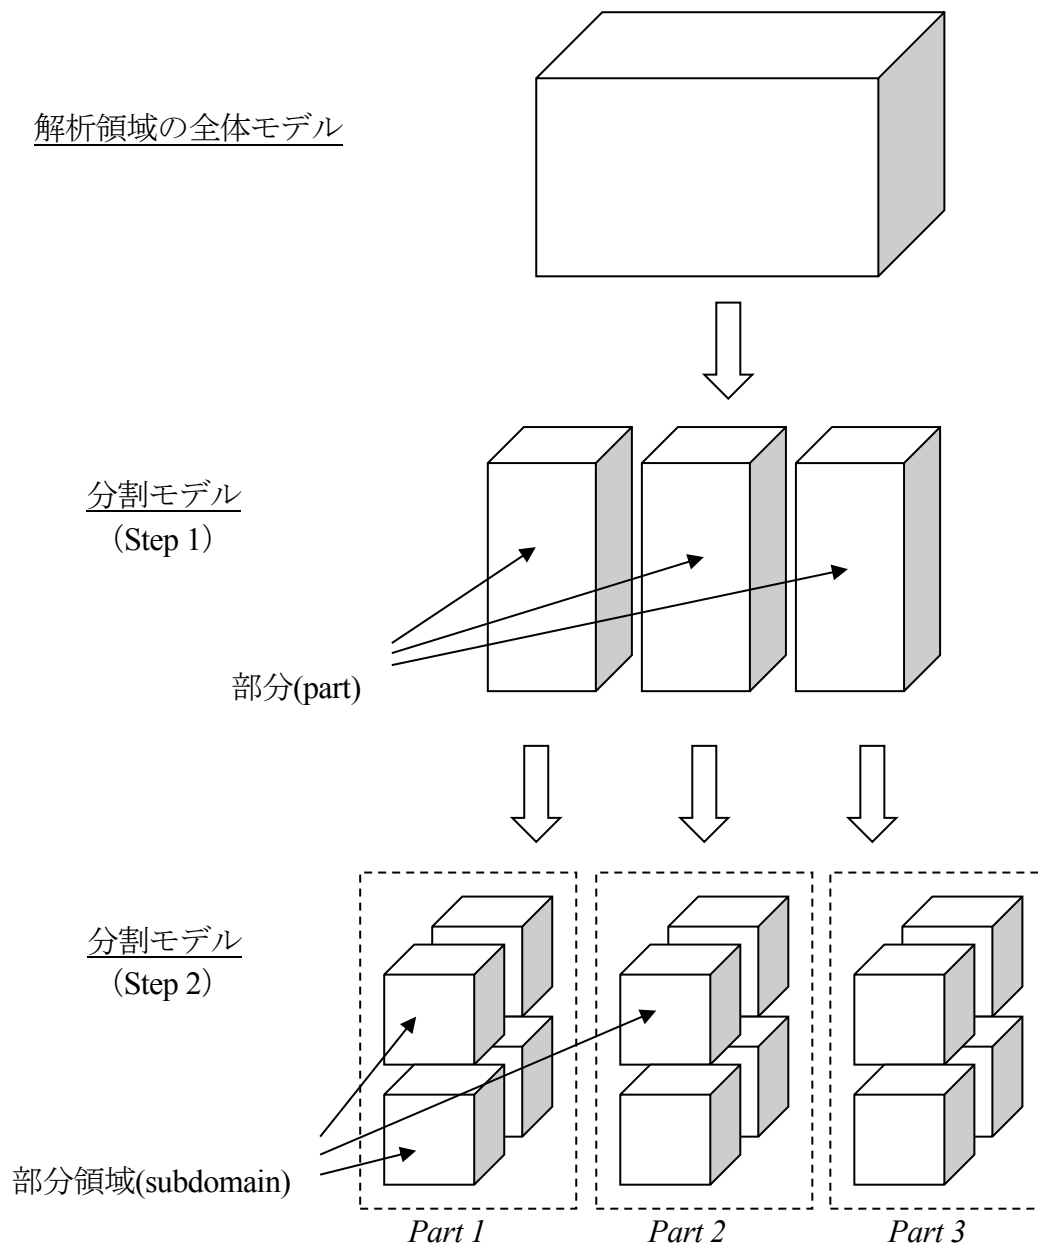 解析領域の全体モデル
分割モデル
（Step 1）
部分(part)
分割モデル
（Step 2）
部分領域(subdomain)
Part 1
Part 2
Part 3